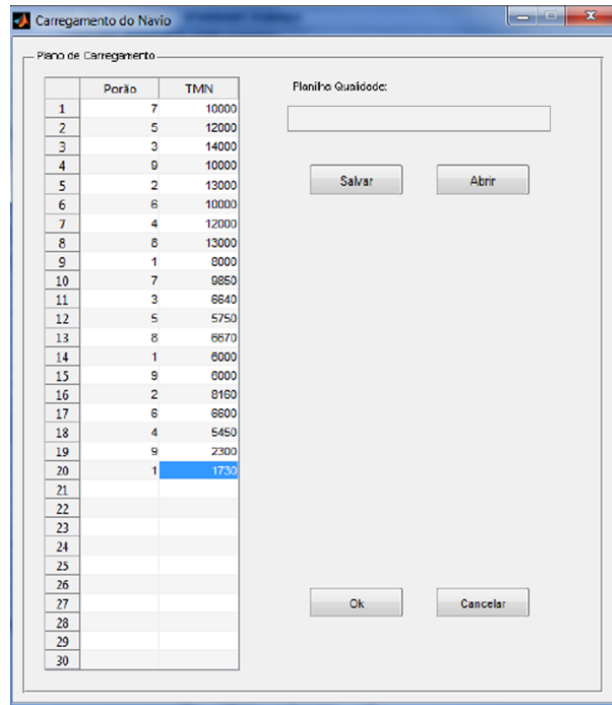 Carregamento do Navio
Plano de Carregamento
Porão TMN
Planilha Qualidade:
1 7 10000
2 5 12000
3 3 14000
4 9 10000
5 2 13000
Salvar Abrir
6 6 10000
7 4 12000
8 8 13000
9 1 8000
10 7 9850
11 3 6640
12 5 5750
13 8 6670
14 1 6000
15 9 6000
16 2 8160
17 6 6600
18 4 5450
19 9 2300
20 1 1730
21
22
23
24
25
26
27
Ok Cancelar
28
29
30